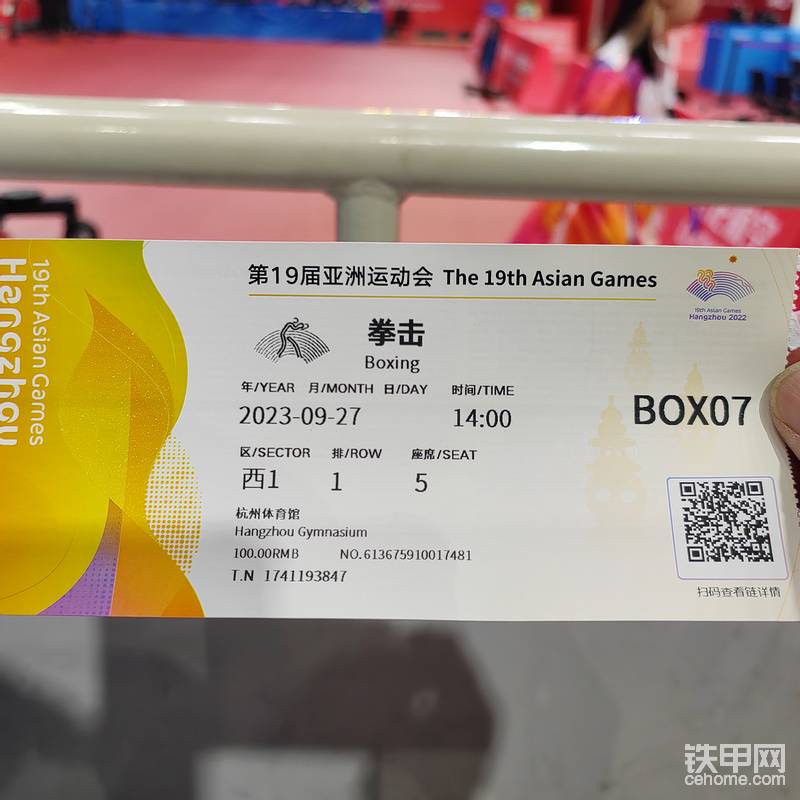 19th Asian Games
Hangzhou
第19届亚洲运动会 The 19th Asian Games
19th Asian Games
Hangzhou 2022
拳击
Boxing
年/YEAR 月/MONTH 日/DAY 时间/TIME
2023-09-27 14:00
BOX07
区/SECTOR 排/ROW 座席/SEAT
西1 1 5
杭州体育馆
Hangzhou Gymnasium
100.00RMB NO.613675910017481
T.N 1741193847
扫码查看链详情
铁甲网
cehome.com